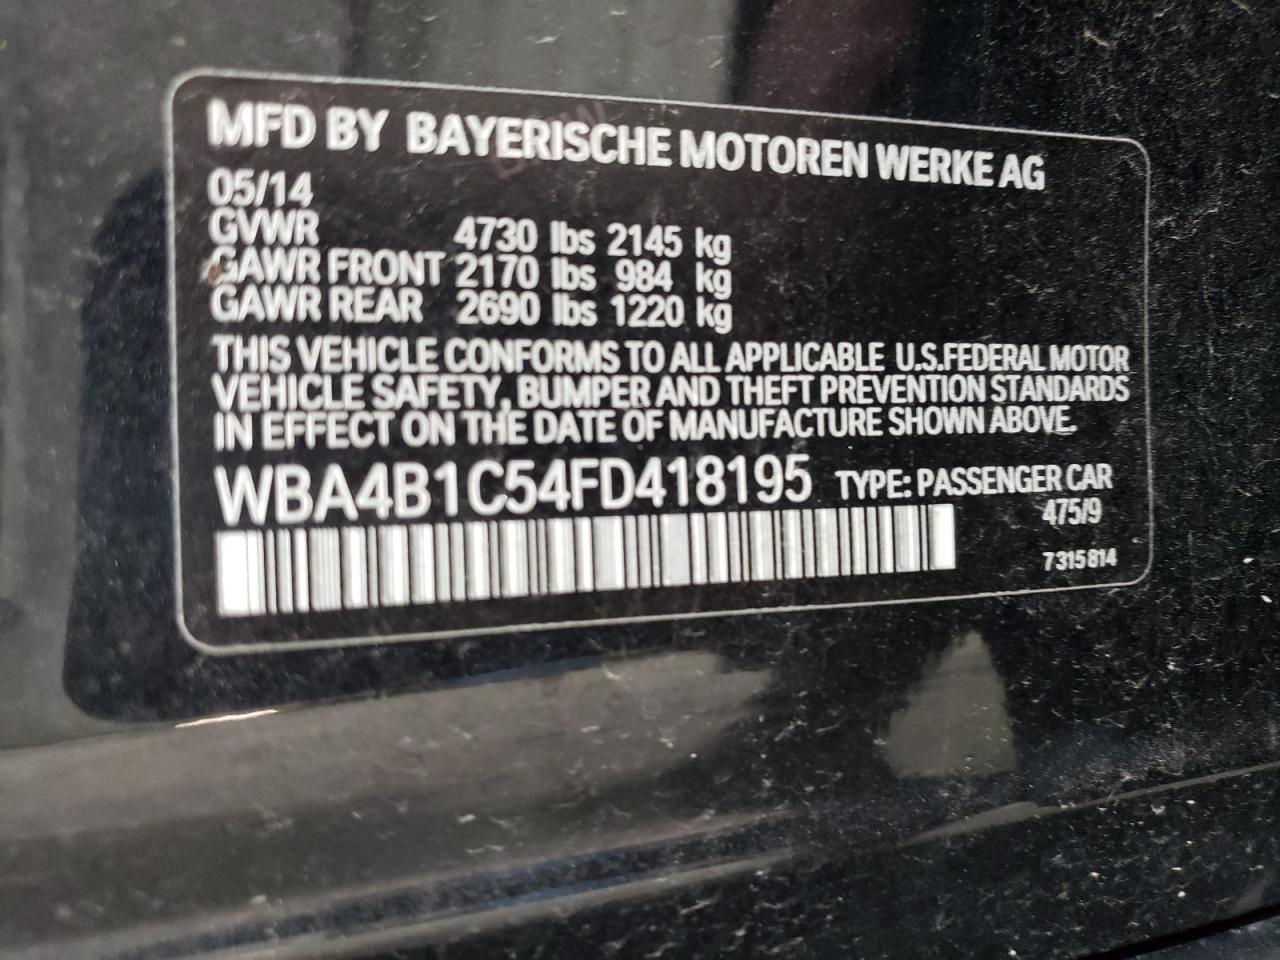 MFD BY BAYERISCHE MOTOREN WERKE AG
05/14
GVWR 4730 lbs 2145 kg
GAWR FRONT 2170 lbs 984 kg
GAWR REAR 2690 lbs 1220 kg
THIS VEHICLE CONFORMS TO ALL APPLICABLE U.S.FEDERAL MOTOR
VEHICLE SAFETY, BUMPER AND THEFT PREVENTION STANDARDS
IN EFFECT ON THE DATE OF MANUFACTURE SHOWN ABOVE.
WBA4B1C54FD418195 TYPE: PASSENGER CAR
475/9
7315814